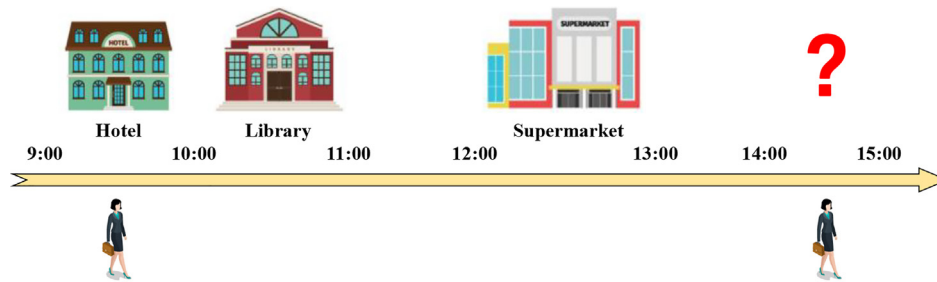 HOTEL
LIBRARY
SUPERMARKET
?
Hotel
Library
Supermarket
9:00
10:00
11:00
12:00
13:00
14:00
15:00